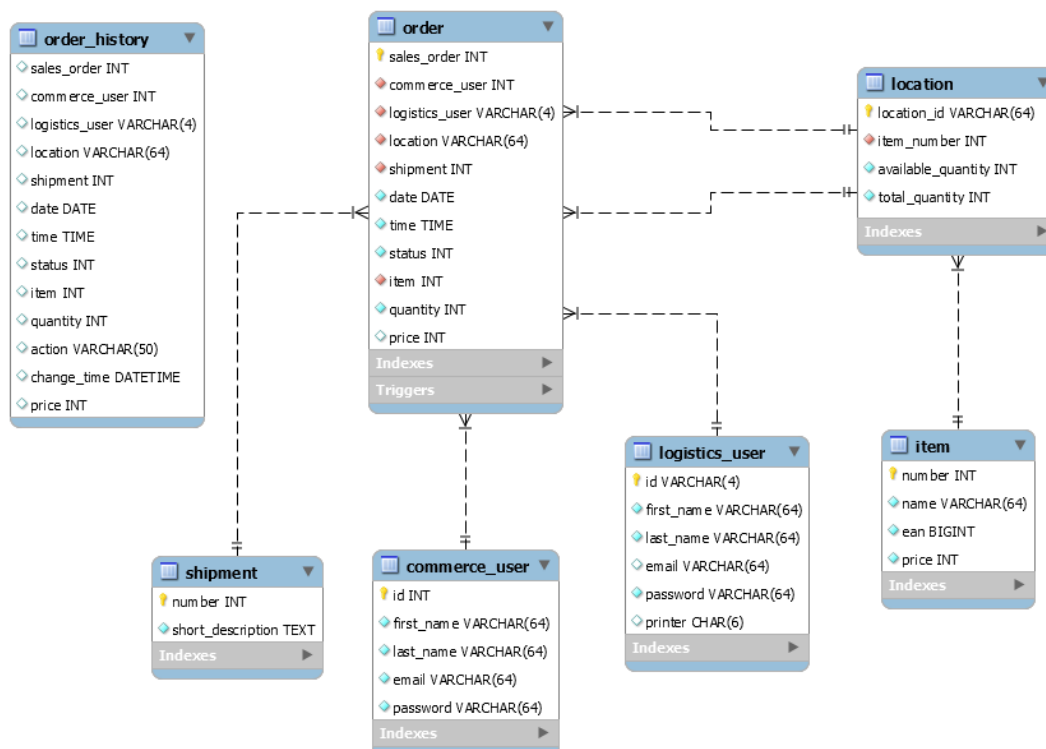 order_history
sales_order INT
commerce_user INT
logistics_user VARCHAR(4)
location VARCHAR(64)
shipment INT
date DATE
time TIME
status INT
item INT
quantity INT
action VARCHAR(50)
change_time DATETIME
price INT
order
sales_order INT
commerce_user INT
logistics_user VARCHAR(4)
location VARCHAR(64)
shipment INT
date DATE
time TIME
status INT
item INT
quantity INT
price INT
Indexes
Triggers
location
location_id VARCHAR(64)
item_number INT
available_quantity INT
total_quantity INT
Indexes
shipment
number INT
short_description TEXT
Indexes
commerce_user
id INT
first_name VARCHAR(64)
last_name VARCHAR(64)
email VARCHAR(64)
password VARCHAR(64)
Indexes
logistics_user
id VARCHAR(4)
first_name VARCHAR(64)
last_name VARCHAR(64)
email VARCHAR(64)
password VARCHAR(64)
printer CHAR(6)
Indexes
item
number INT
name VARCHAR(64)
ean BIGINT
price INT
Indexes